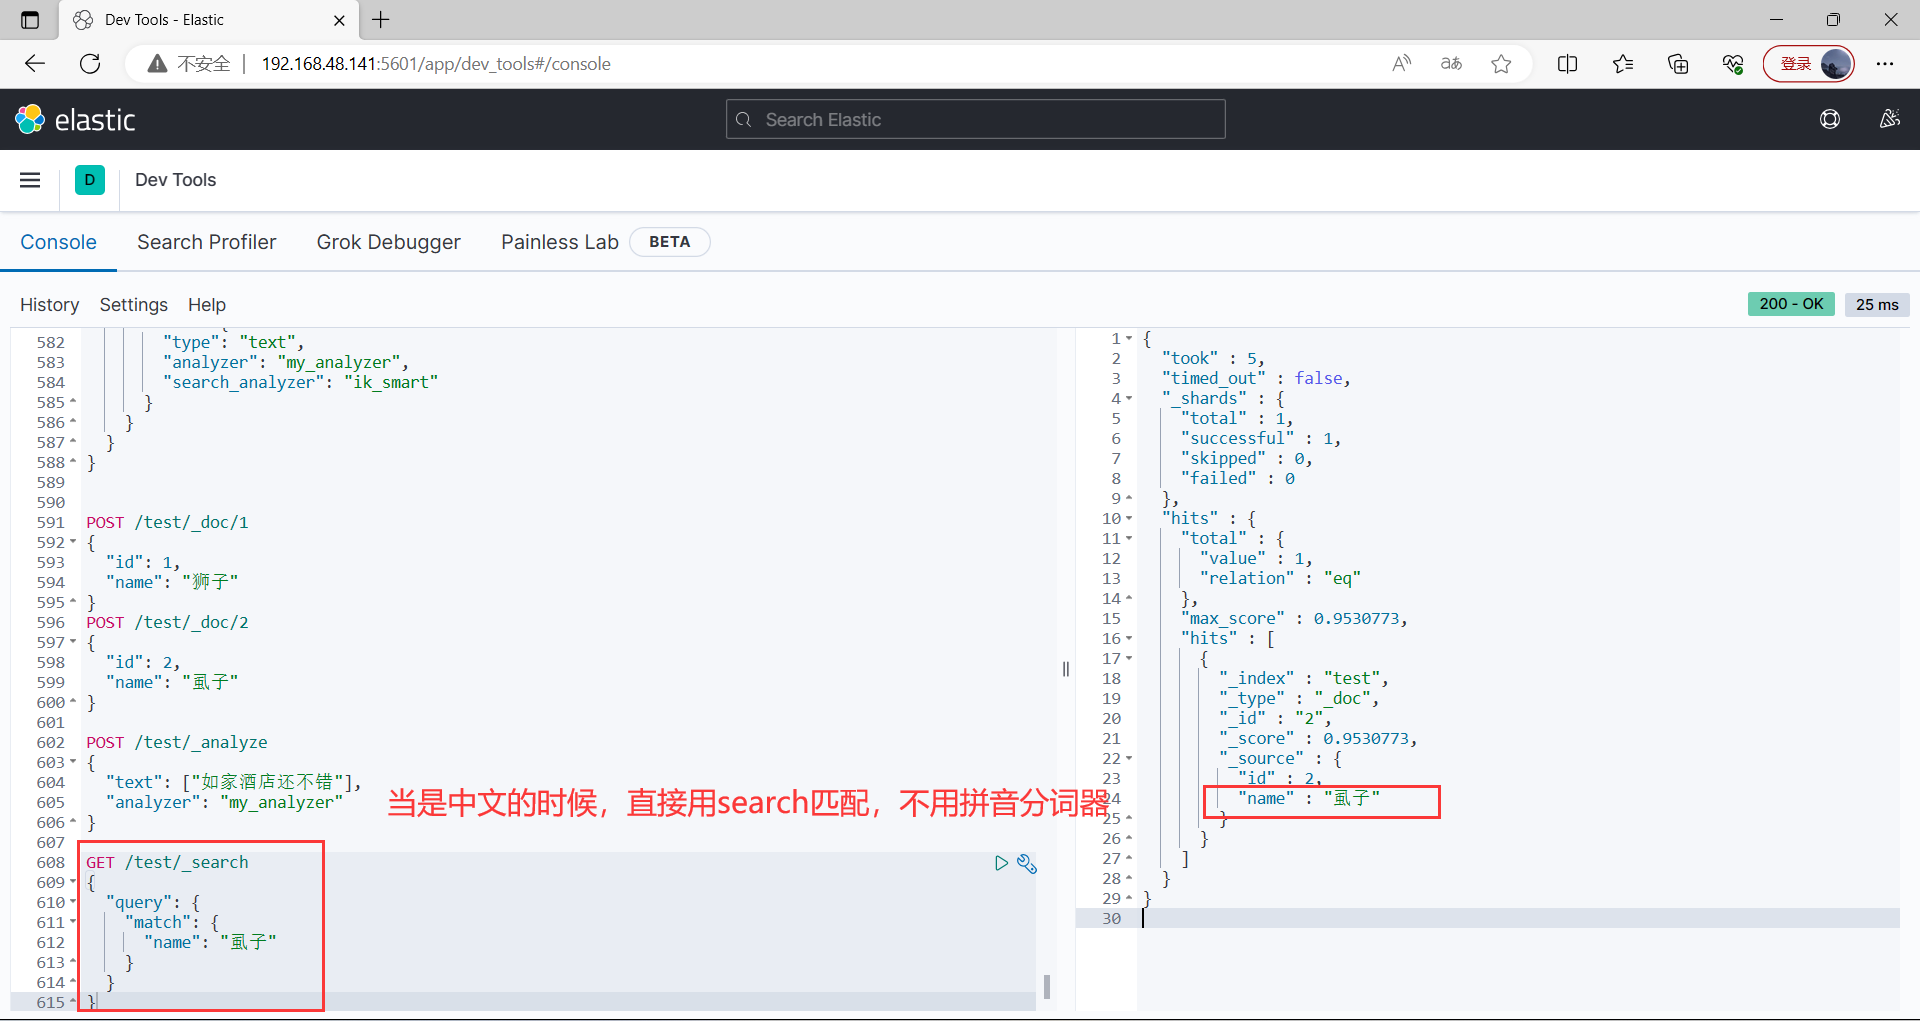 Dev Tools - Elastic
不安全
192.168.48.141:5601/app/dev_tools#/console
登录
elastic
Search Elastic
D
Dev Tools
Console
Search Profiler
Grok Debugger
Painless Lab
BETA
History
Settings
Help
200 - OK
25 ms
582 "type": "text",
583 "analyzer": "my_analyzer",
584 "search_analyzer": "ik_smart"
585 }
586 }
587 }
588 }
589
590
591 POST /test/_doc/1
592 {
593 "id": 1,
594 "name": "狮子"
595 }
596 POST /test/_doc/2
597 {
598 "id": 2,
599 "name": "虱子"
600 }
601
602 POST /test/_analyze
603 {
604 "text": ["如家酒店还不错"],
605 "analyzer": "my_analyzer"
606 }
607
608 GET /test/_search
609 {
610 "query": {
611 "match": {
612 "name": "虱子"
613 }
614 }
615 }
当是中文的时候，直接用search匹配，不用拼音分词器
1 {
2 "took" : 5,
3 "timed_out" : false,
4 "_shards" : {
5 "total" : 1,
6 "successful" : 1,
7 "skipped" : 0,
8 "failed" : 0
9 },
10 "hits" : {
11 "total" : {
12 "value" : 1,
13 "relation" : "eq"
14 },
15 "max_score" : 0.9530773,
16 "hits" : [
17 {
18 "_index" : "test",
19 "_type" : "_doc",
20 "_id" : "2",
21 "_score" : 0.9530773,
22 "_source" : {
23 "id" : 2,
24 "name" : "虱子"
25 }
26 }
27 ]
28 }
29 }
30